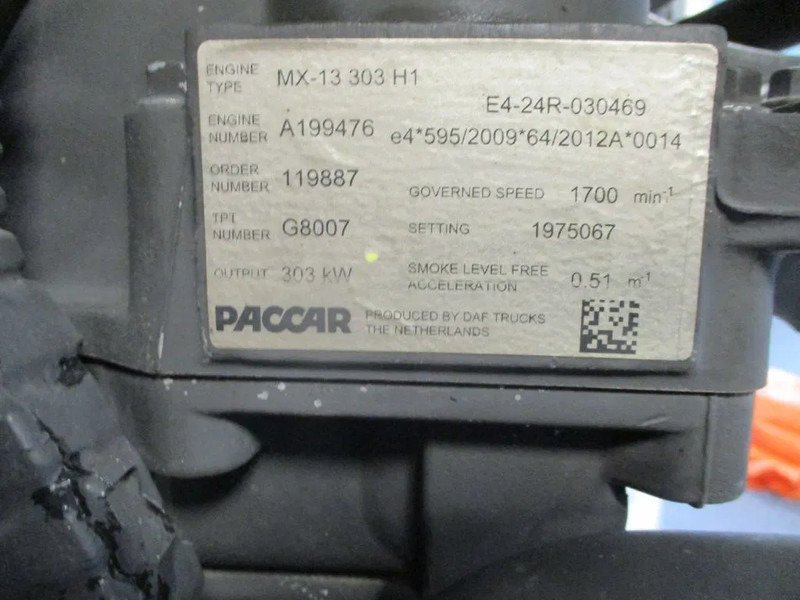 ENGINE TYPE MX-13 303 H1
E4-24R-030469
ENGINE NUMBER A199476 e4*595/2009*64/2012A*0014
ORDER NUMBER 119887 GOVERNED SPEED 1700 min-1
TPI NUMBER G8007 SETTING 1975067
OUTPUT 303 kW SMOKE LEVEL FREE ACCELERATION 0.51 m-1
PACCAR PRODUCED BY DAF TRUCKS
THE NETHERLANDS